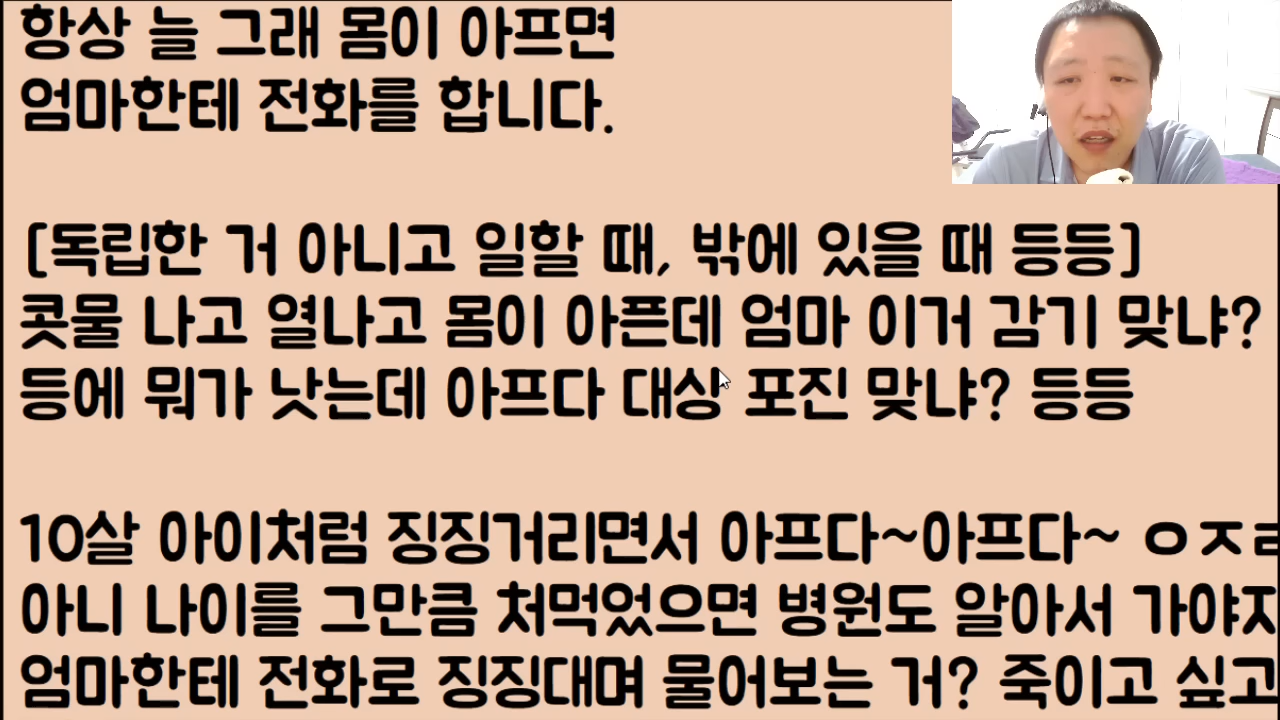 항상 늘 그래 몸이 아프면
엄마한테 전화를 합니다.
[독립한 거 아니고 일할 때, 밖에 있을 때 등등]
콧물 나고 열나고 몸이 아픈데 엄마 이거 감기 맞냐?
등에 뭐가 낫는데 아프다 대상 포진 맞냐? 등등
10살 아이처럼 징징거리면서 아프다~아프다~ ㅇㅈㄹ
아니 나이를 그만큼 처먹었으면 병원도 알아서 가야지
엄마한테 전화로 징징대며 물어보는 거? 죽이고 싶고